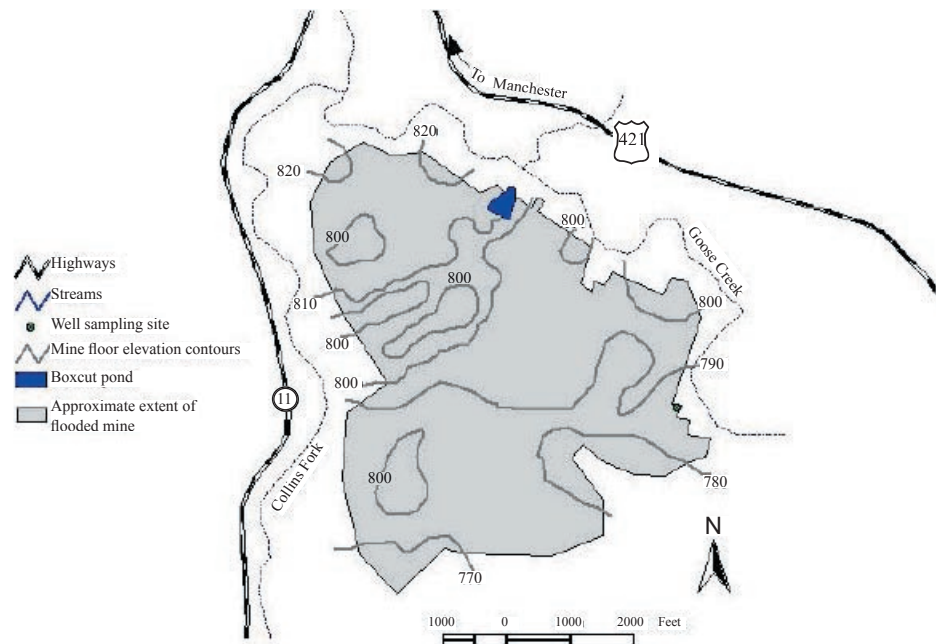 To Manchester
421
820
820
800
800
Goose Creek
800
810
800
800
800
790
11
Collins Fork
800
780
770
Highways
Streams
Well sampling site
Mine floor elevation contours
Boxcut pond
Approximate extent of
flooded mine
N
1000 0 1000 2000 Feet